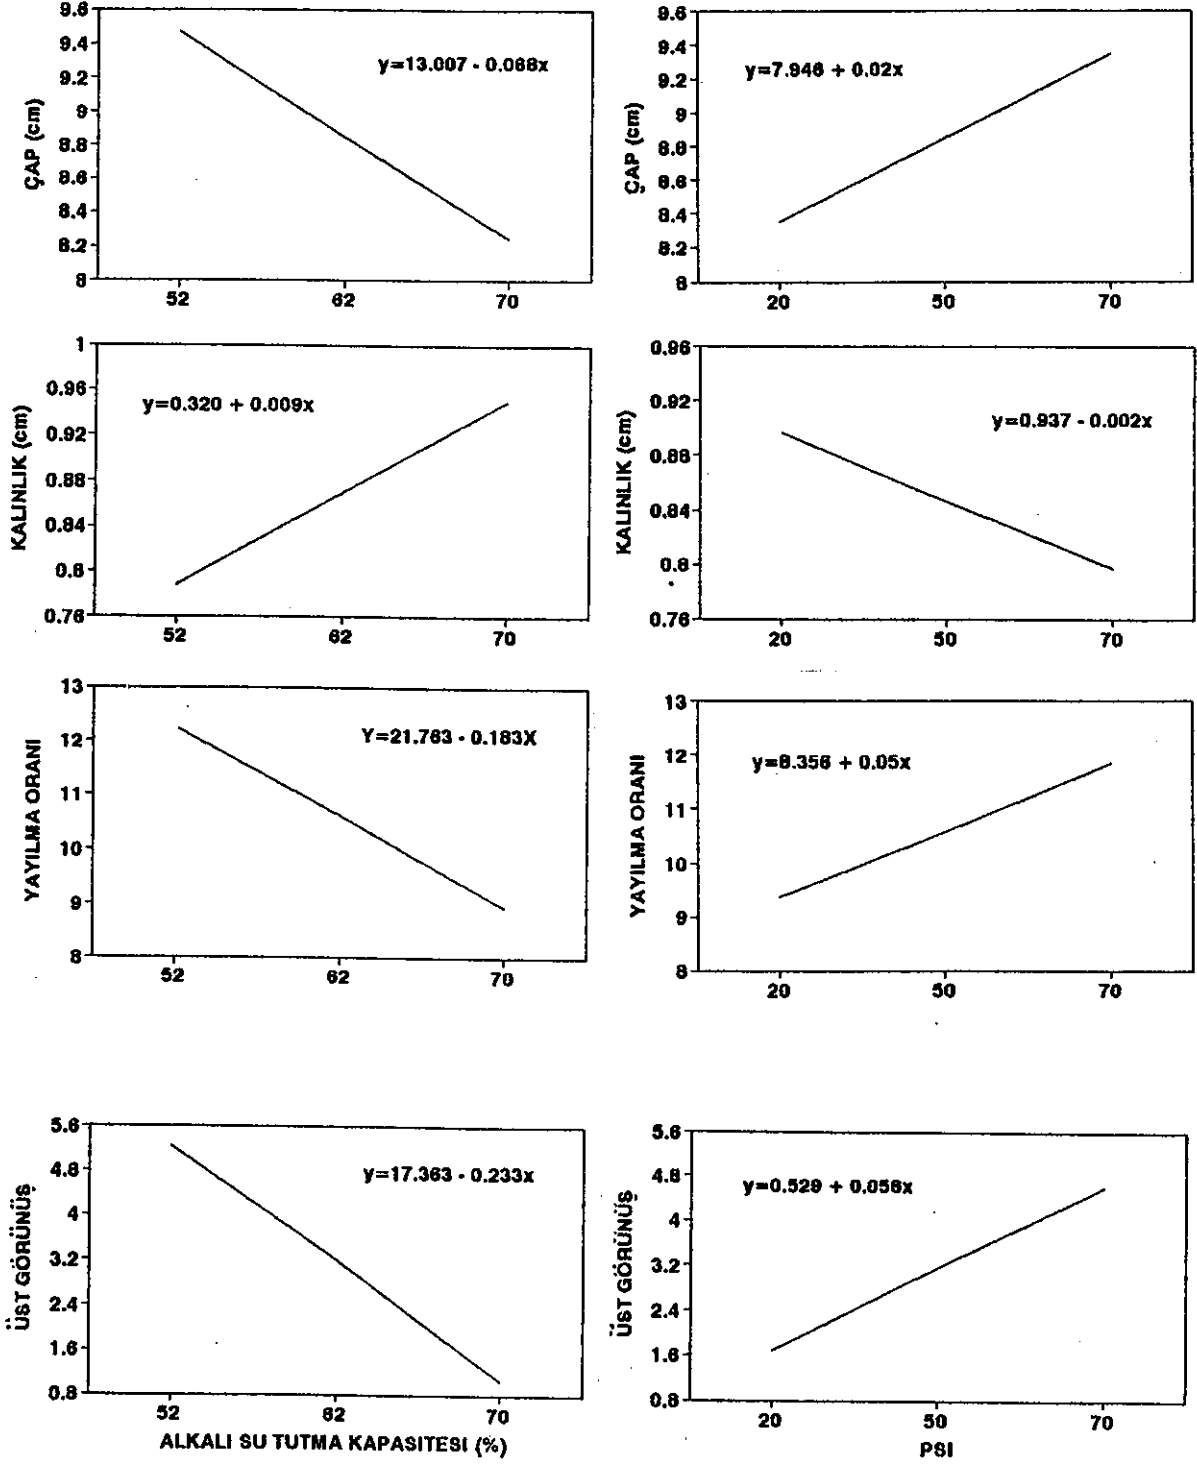 9.6
9.4
9.2
9
8.8
8.6
8.4
8.2
8
ÇAP (cm)
y=13.007 - 0.068x
52 62 70
9.6
9.4
9.2
9
8.8
8.6
8.4
8.2
8
ÇAP (cm)
y=7.946 + 0.02x
20 50 70
1
0.96
0.92
0.88
0.84
0.8
0.76
KALINLIK (cm)
y=0.320 + 0.009x
52 62 70
0.96
0.92
0.88
0.84
0.8
0.76
KALINLIK (cm)
y=0.937 - 0.002x
20 50 70
13
12
11
10
9
8
YAYILMA ORANI
Y=21.763 - 0.183X
52 62 70
13
12
11
10
9
8
YAYILMA ORANI
y=8.356 + 0.05x
20 50 70
5.6
4.8
4
3.2
2.4
1.6
0.8
ÜST GÖRÜNÜŞ
y=17.363 - 0.233x
52 62 70
ALKALI SU TUTMA KAPASITESI (%)
5.6
4.8
4
3.2
2.4
1.6
0.8
ÜST GÖRÜNÜŞ
y=0.529 + 0.058x
20 50 70
PSI